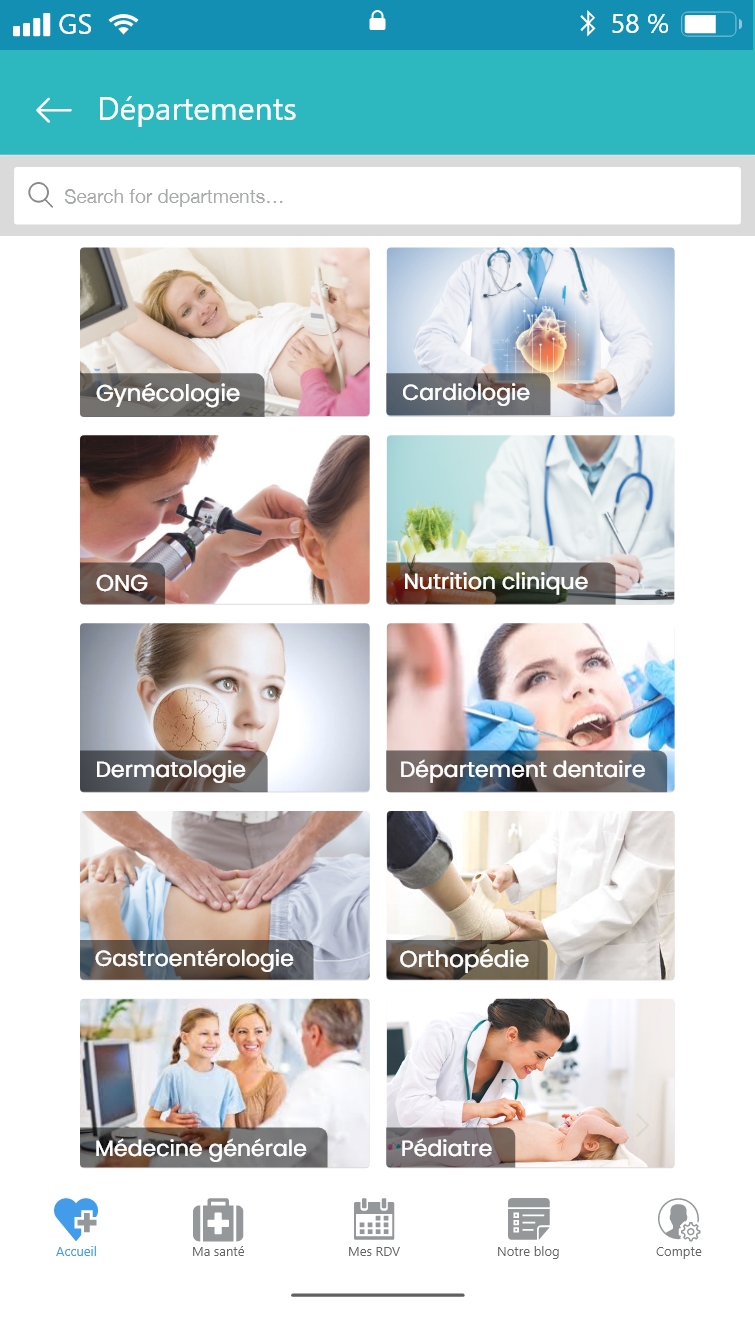 GS 58 %
Départements
Search for departments...
Gynécologie
Cardiologie
ONG
Nutrition clinique
Dermatologie
Département dentaire
Gastroentérologie
Orthopédie
Médecine générale
Pédiatre
Accueil
Ma santé
Mes RDV
Notre blog
Compte